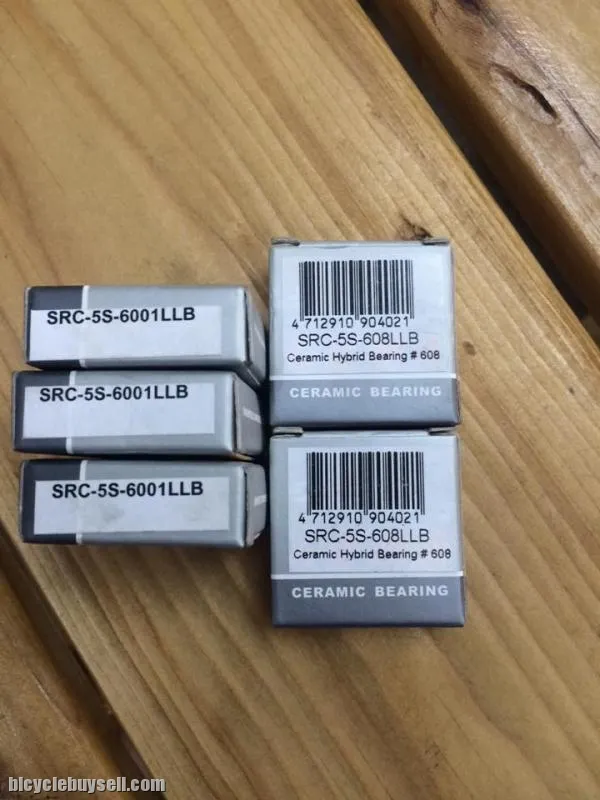 SRC-5S-6001LLB
SRC-5S-6001LLB
SRC-5S-6001LLB
4 712910 904021
SRC-5S-608LLB
Ceramic Hybrid Bearing # 608
CERAMIC BEARING
4 712910 904021
SRC-5S-608LLB
Ceramic Hybrid Bearing # 608
CERAMIC BEARING
bicyclebuysell.com